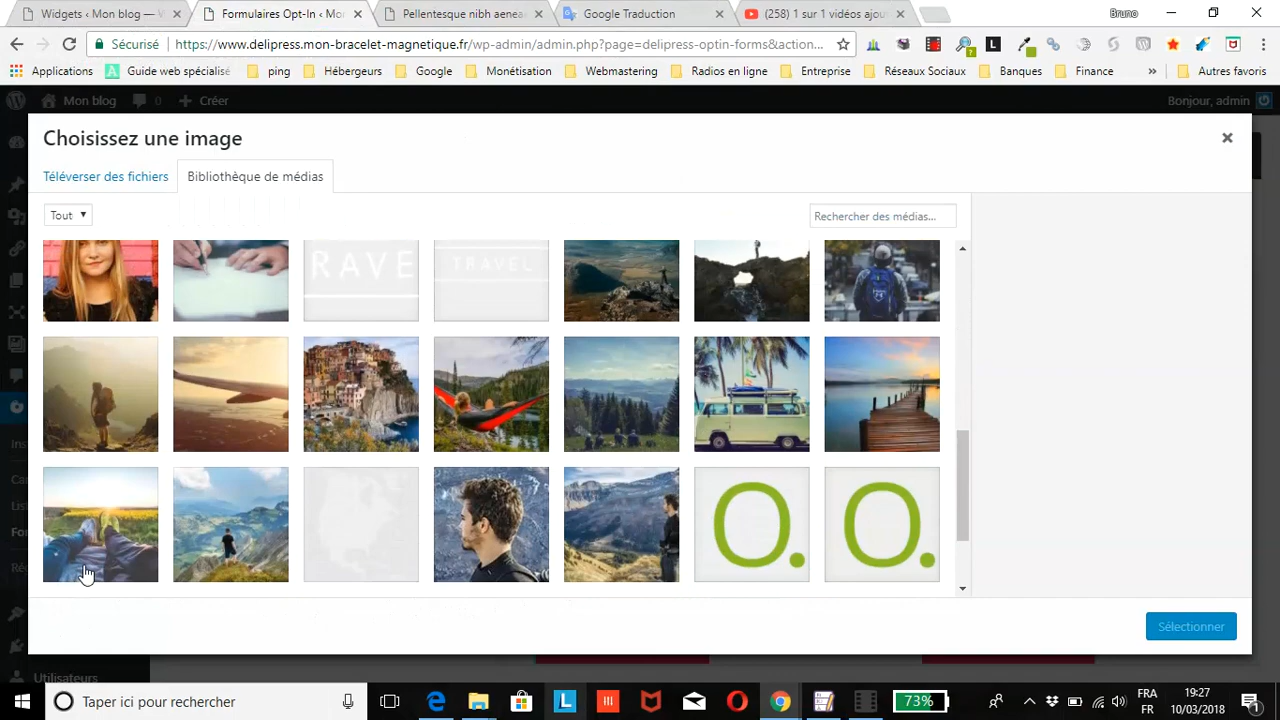 Widgets ‹ Mon blog — W
Formulaires Opt-In ‹ Mo
Pellentesque nibh aenea
Google Traduction
(258) 1 sur 1 vidéos ajou
Bruno
Sécurisé
https://www.delipress.mon-bracelet-magnetique.fr/wp-admin/admin.php?page=delipress-optin-forms&action...
Applications
Guide web spécialisé
ping
Hébergeurs
Google
Monétisation
Webmastering
Radios en ligne
Entreprise
Réseaux Sociaux
Banques
Finance
»
Autres favoris
Mon blog
0
Créer
Bonjour, admin
Choisissez une image
Téléverser des fichiers
Bibliothèque de médias
Tout
Rechercher des médias...
RAVE
TRAVEL
O.
O.
Sélectionner
Utilisateurs
Taper ici pour rechercher
L
73%
FRA
FR
19:27
10/03/2018
1